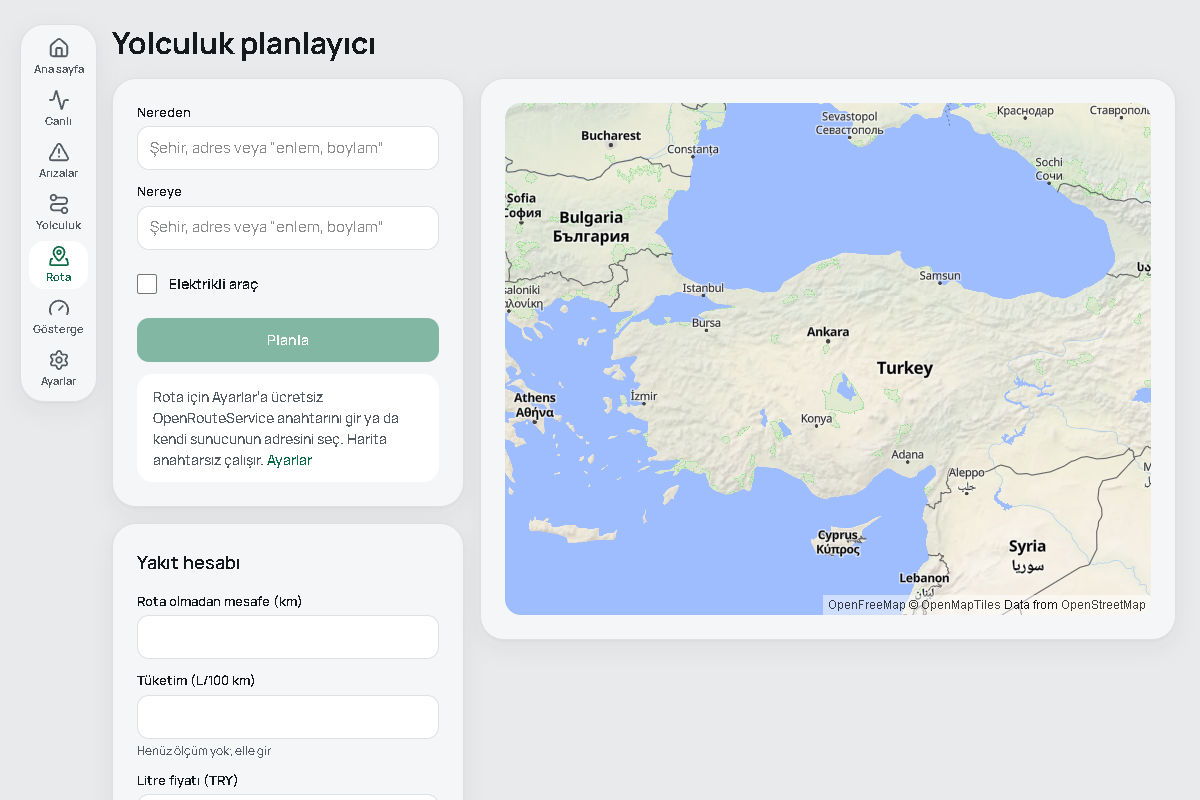 Yolculuk planlayıcı
Ana sayfa
Canlı
Arızalar
Yolculuk
Rota
Gösterge
Ayarlar
Nereden
Şehir, adres veya "enlem, boylam"
Nereye
Şehir, adres veya "enlem, boylam"
Elektrikli araç
Planla
Rota için Ayarlar'a ücretsiz
OpenRouteService anahtarını gir ya da
kendi sunucunun adresini seç. Harita
anahtarsız çalışır. Ayarlar
Yakıt hesabı
Rota olmadan mesafe (km)
Tüketim (L/100 km)
Henüz ölçüm yok; elle gir
Litre fiyatı (TRY)
Bucharest
Constanța
Sevastopol
Севастополь
Краснодар
Sochi
Сочи
Sofia
София
Bulgaria
България
Istanbul
Bursa
Samsun
Ankara
Turkey
Athens
Αθήνα
İzmir
Konya
Adana
Aleppo
حلب
Cyprus
Κύπρος
Syria
سوريا
Lebanon
OpenFreeMap © OpenMapTiles Data from OpenStreetMap